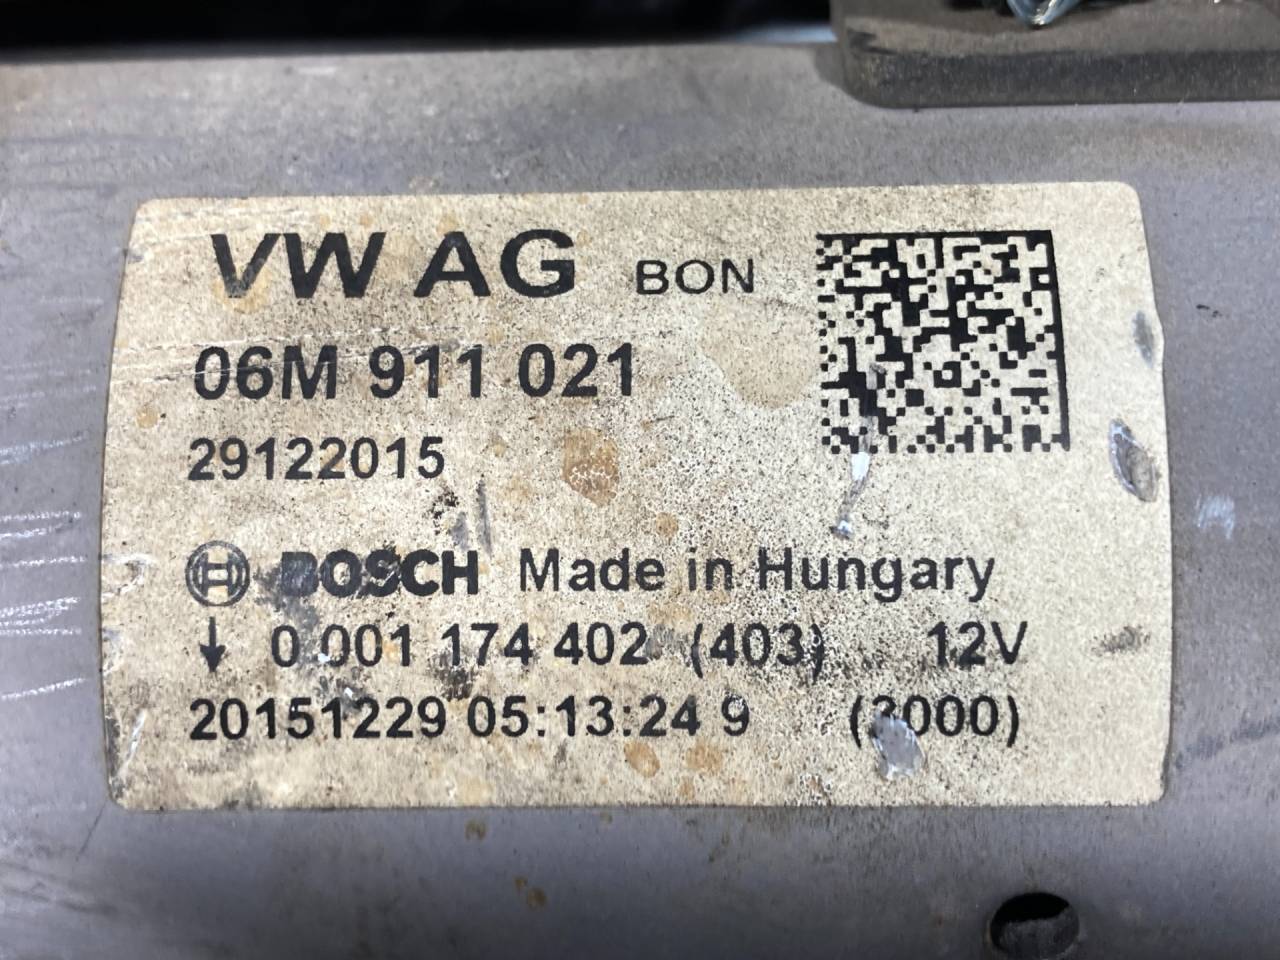 VW AG BON
06M 911 021
29122015
BOSCH Made in Hungary
↓ 0 001 174 402 (403) 12V
20151229 05:13:24 9 (3000)